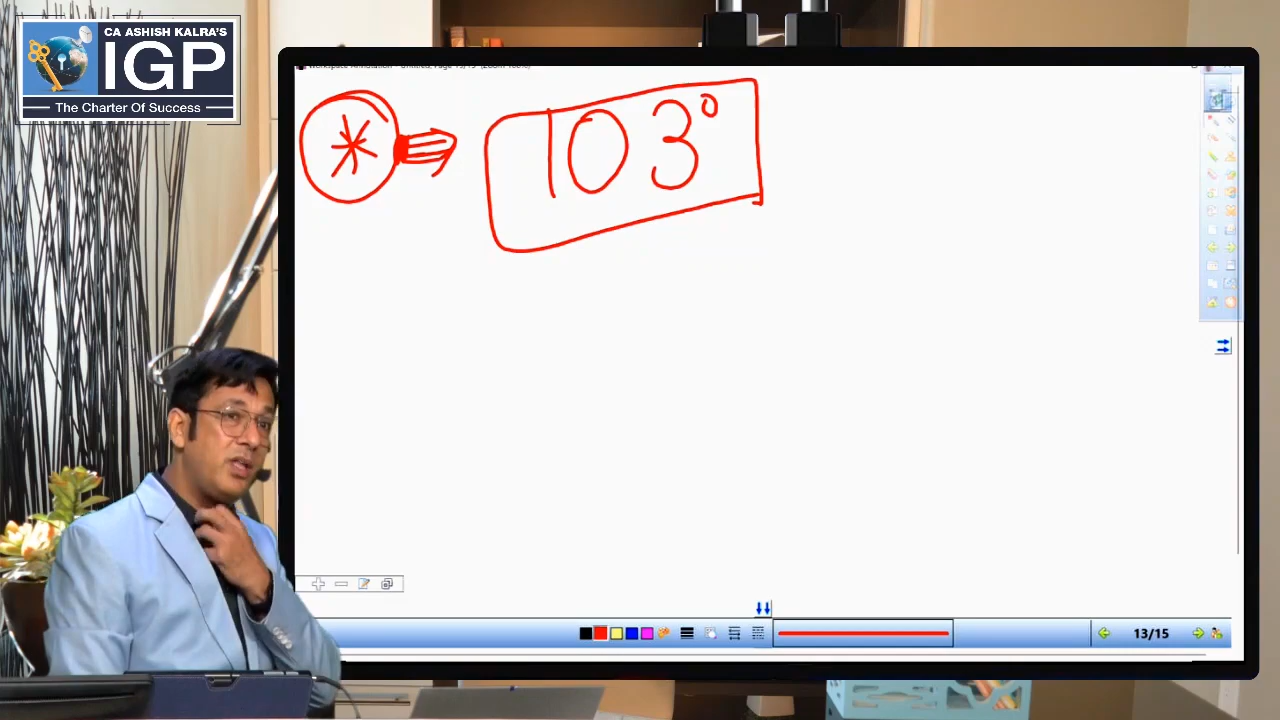 CA ASHISH KALRA'S
IGP
The Charter Of Success
* ⇒ 103°
13/15